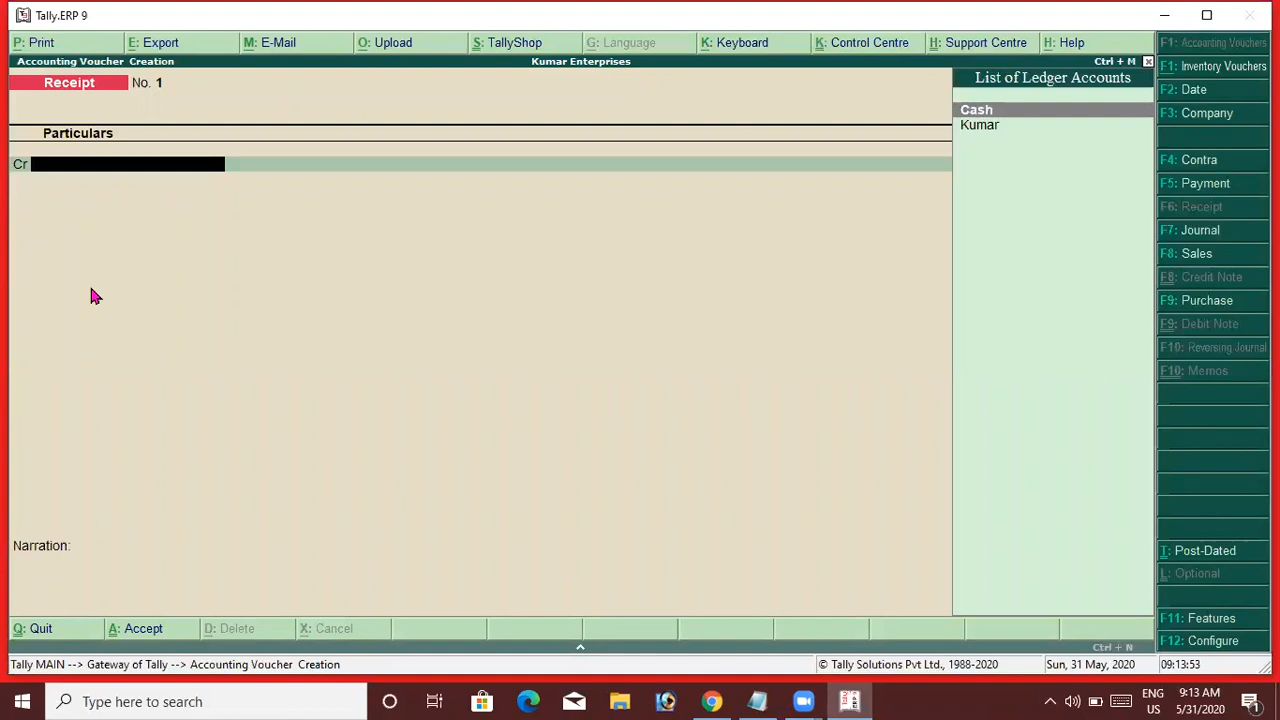 Tally.ERP 9
P: Print E: Export M: E-Mail O: Upload S: TallyShop G: Language K: Keyboard K: Control Centre H: Support Centre H: Help
Accounting Voucher Creation Kumar Enterprises Ctrl + M
Receipt No. 1
Particulars
Cr
Narration:
List of Ledger Accounts
Cash
Kumar
F1: Accounting Vouchers
F1: Inventory Vouchers
F2: Date
F3: Company
F4: Contra
F5: Payment
F6: Receipt
F7: Journal
F8: Sales
F8: Credit Note
F9: Purchase
F9: Debit Note
F10: Reversing Journal
F10: Memos
T: Post-Dated
L: Optional
F11: Features
F12: Configure
Q: Quit A: Accept D: Delete X: Cancel
Ctrl + N
Tally MAIN --> Gateway of Tally --> Accounting Voucher Creation © Tally Solutions Pvt Ltd., 1988-2020 Sun, 31 May, 2020 09:13:53
Type here to search
ENG
US
9:13 AM
5/31/2020
1